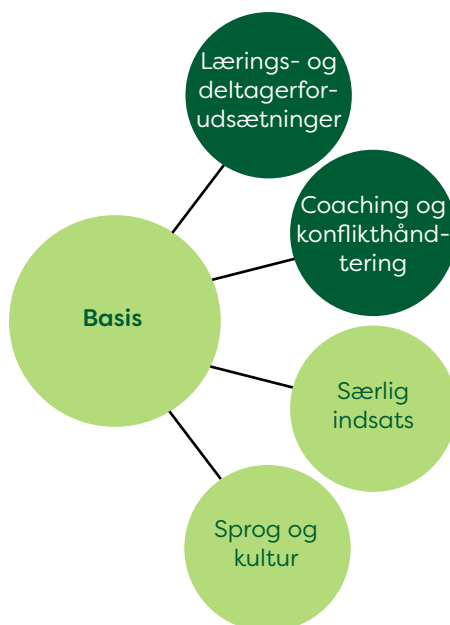 Lærings- og
deltagerfor-
udsætninger
Coaching og
konflikthånd-
tering
Basis
Særlig
indsats
Sprog og
kultur